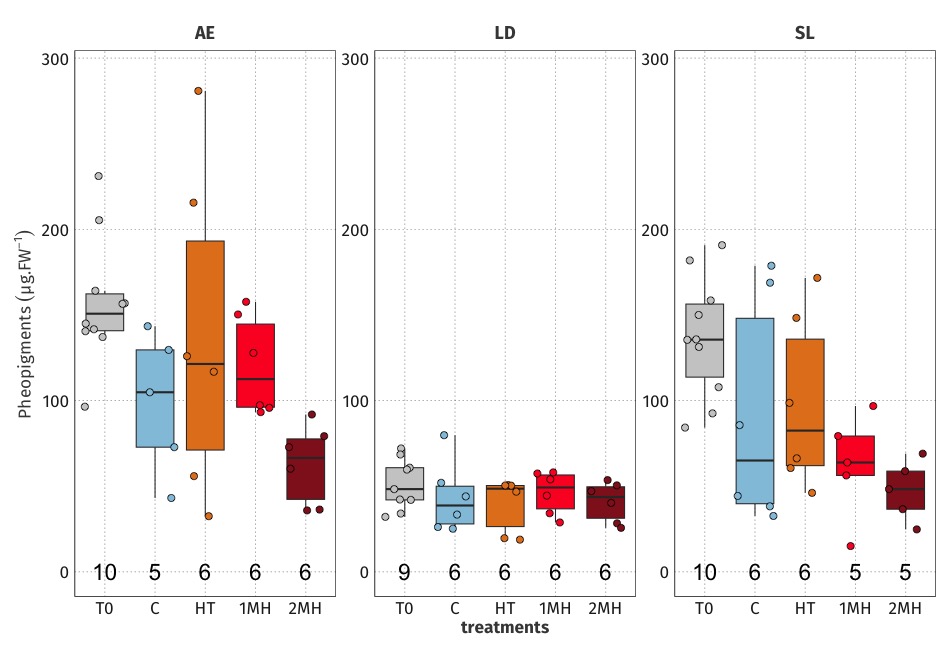 AE LD SL
300 300 300
200 200 200
100 100 100
0 0 0
Pheopigments (µg.FW⁻¹)
10 5 6 6 6 9 6 6 6 6 10 6 6 5 5
T0 C HT 1MH 2MH T0 C HT 1MH 2MH T0 C HT 1MH 2MH
treatments